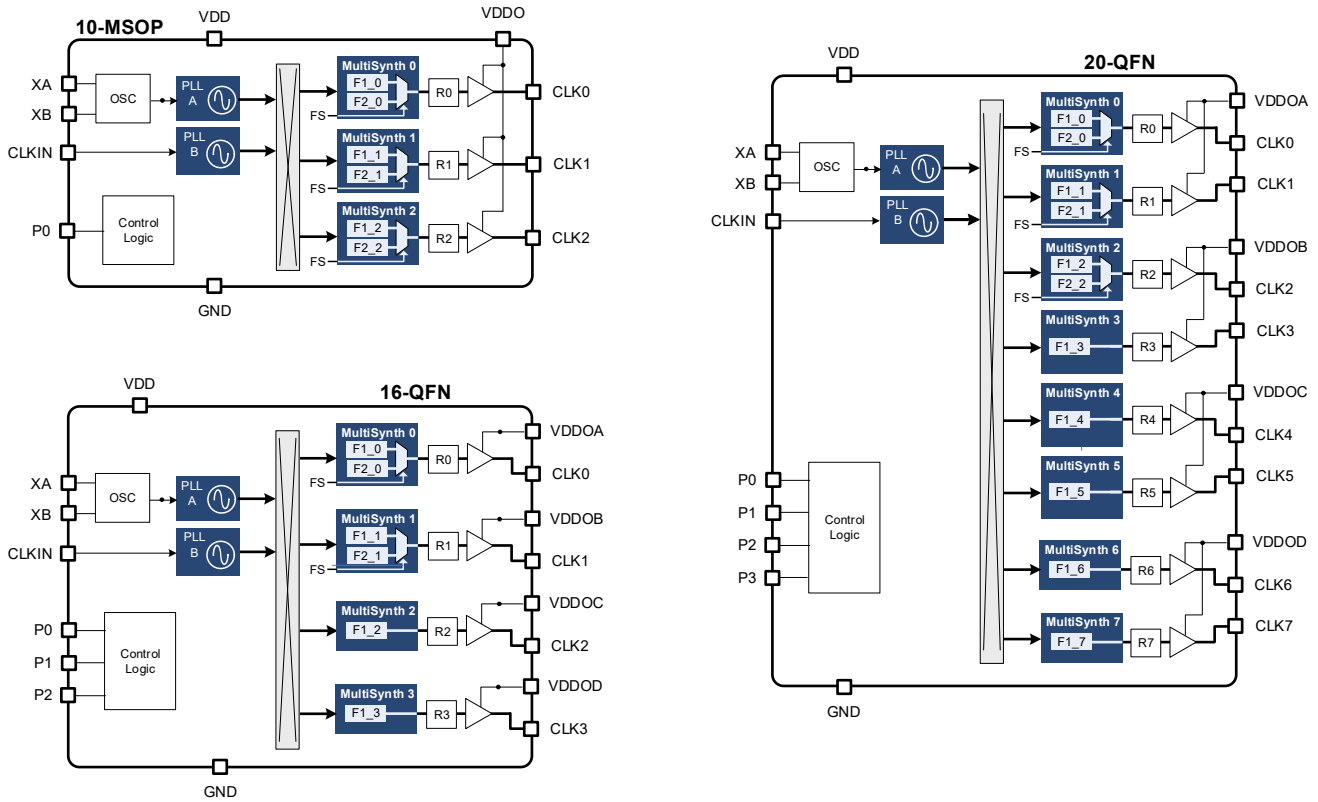 10-MSOP
VDD
VDDO
XA
XB
CLKIN
P0
OSC
PLL
A
PLL
B
Control
Logic
MultiSynth 0
F1_0
F2_0
FS
R0
CLK0
MultiSynth 1
F1_1
F2_1
FS
R1
CLK1
MultiSynth 2
F1_2
F2_2
FS
R2
CLK2
GND
16-QFN
VDD
XA
XB
CLKIN
P0
P1
P2
OSC
PLL
A
PLL
B
Control
Logic
MultiSynth 0
F1_0
F2_0
FS
R0
VDDOA
CLK0
MultiSynth 1
F1_1
F2_1
FS
R1
VDDOB
CLK1
MultiSynth 2
F1_2
R2
VDDOC
CLK2
MultiSynth 3
F1_3
R3
VDDOD
CLK3
GND
20-QFN
VDD
XA
XB
CLKIN
P0
P1
P2
P3
OSC
PLL
A
PLL
B
Control
Logic
MultiSynth 0
F1_0
F2_0
FS
R0
VDDOA
CLK0
MultiSynth 1
F1_1
F2_1
FS
R1
CLK1
MultiSynth 2
F1_2
F2_2
FS
R2
VDDOB
CLK2
MultiSynth 3
F1_3
R3
CLK3
MultiSynth 4
F1_4
R4
VDDOC
CLK4
MultiSynth 5
F1_5
R5
CLK5
MultiSynth 6
F1_6
R6
VDDOD
CLK6
MultiSynth 7
F1_7
R7
CLK7
GND